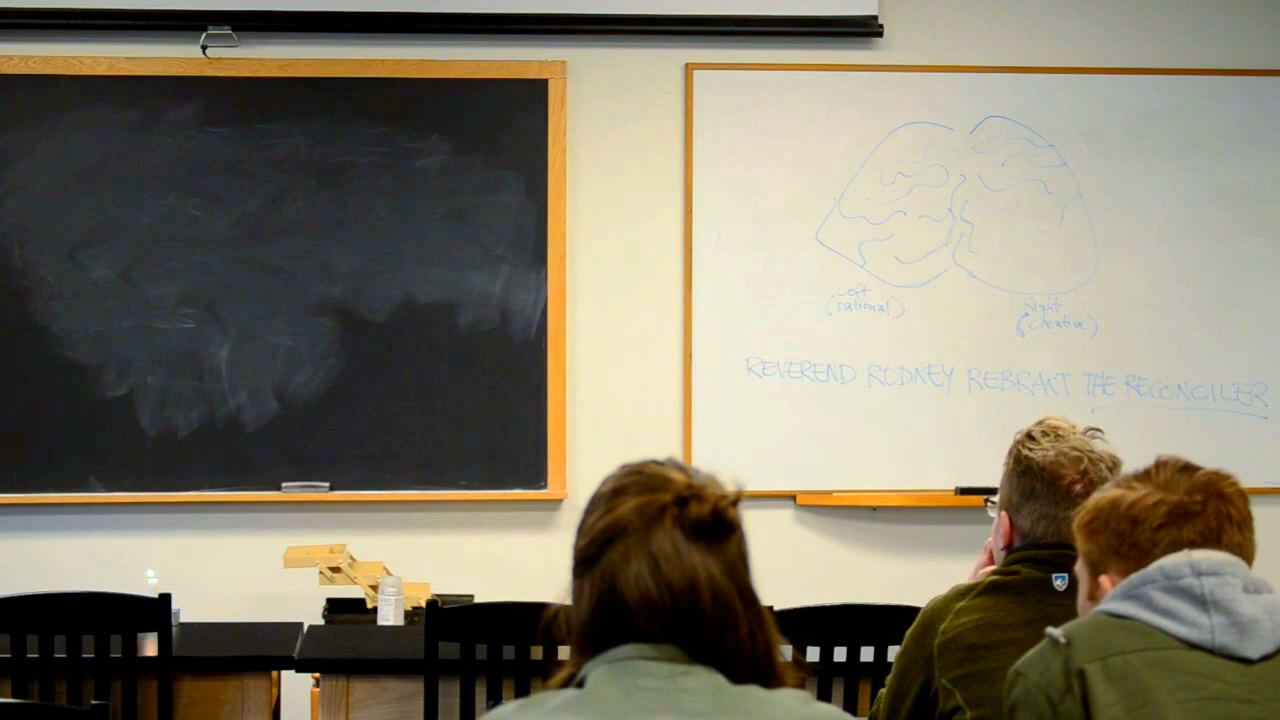 Left
(rational)
Right
(creative)
REVEREND RODNEY REBRANT THE RECONCILER